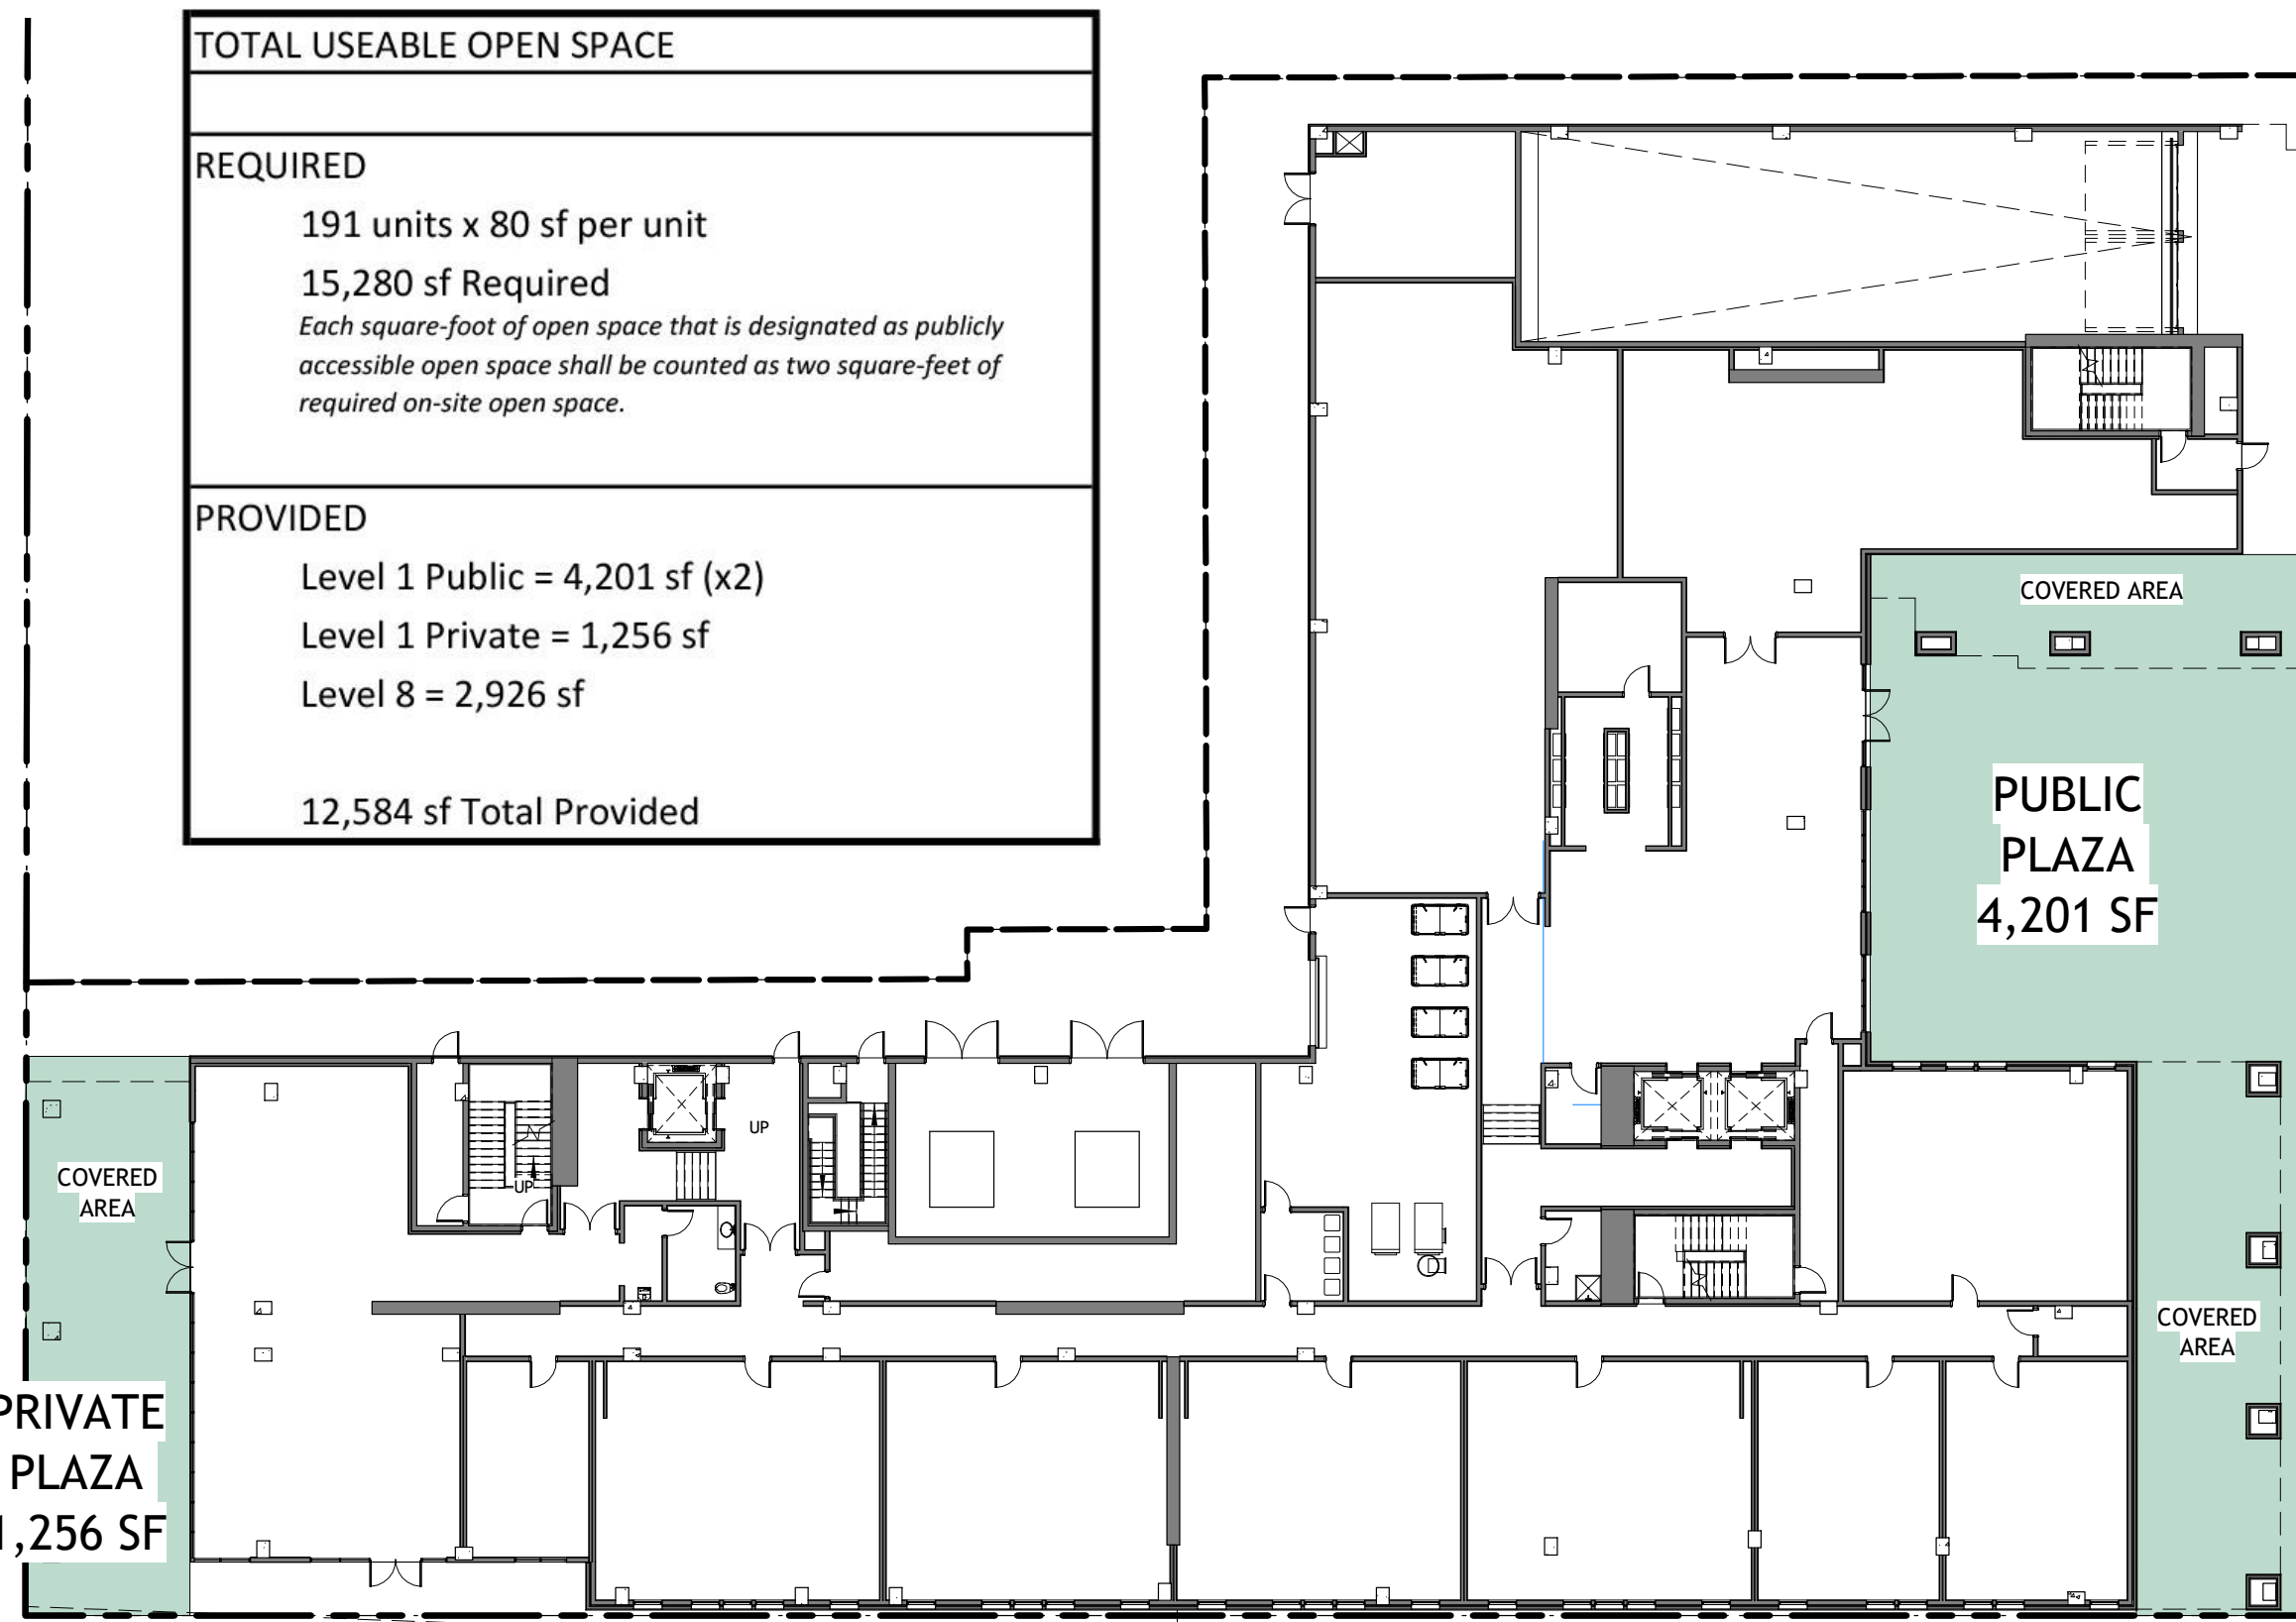 TOTAL USEABLE OPEN SPACE
REQUIRED
191 units x 80 sf per unit
15,280 sf Required
Each square-foot of open space that is designated as publicly
accessible open space shall be counted as two square-feet of
required on-site open space.
PROVIDED
Level 1 Public = 4,201 sf (x2)
Level 1 Private = 1,256 sf
Level 8 = 2,926 sf
12,584 sf Total Provided
COVERED AREA
PUBLIC
PLAZA
4,201 SF
UP
UP
COVERED
AREA
COVERED
AREA
PRIVATE
PLAZA
1,256 SF